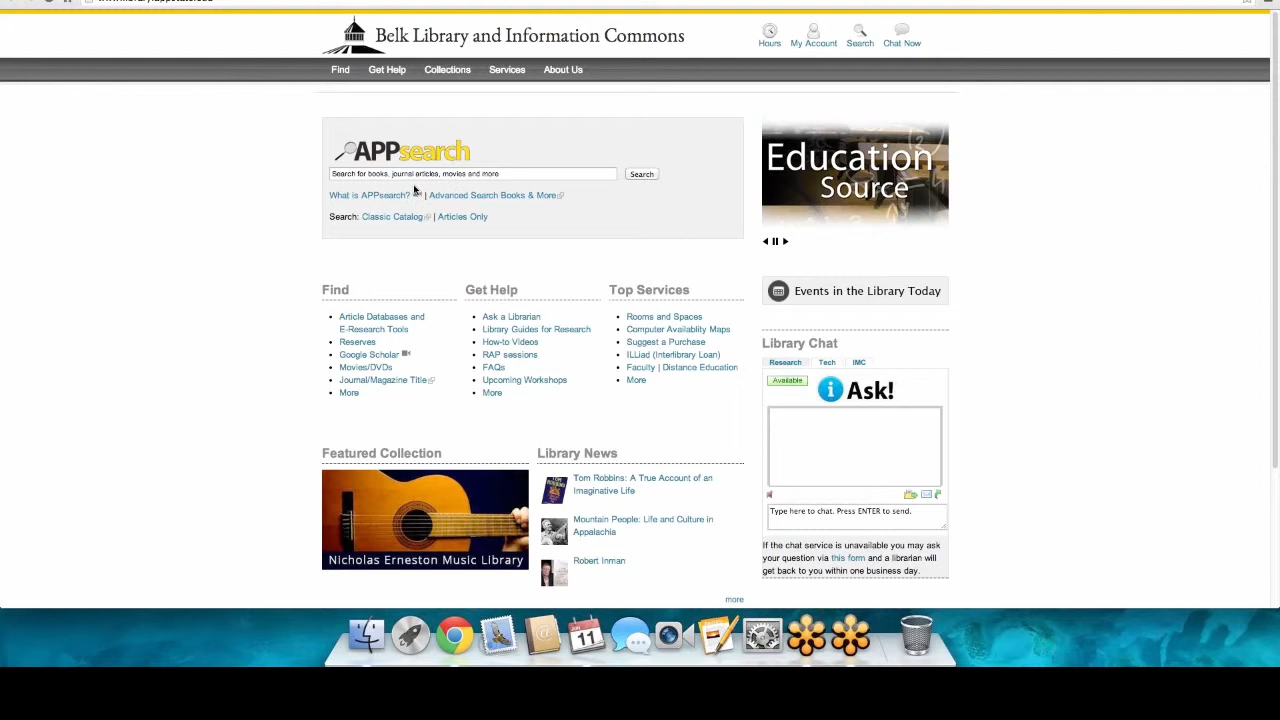 Belk Library and Information Commons
Hours
My Account
Search
Chat Now
Find
Get Help
Collections
Services
About Us
APPsearch
Search for books, journal articles, movies and more
Search
What is APPsearch? | Advanced Search Books & More
Search: Classic Catalog | Articles Only
Education
Source
Events in the Library Today
Find
Article Databases and
E-Research Tools
Reserves
Google Scholar
Movies/DVDs
Journal/Magazine Title
More
Get Help
Ask a Librarian
Library Guides for Research
How-to Videos
RAP sessions
FAQs
Upcoming Workshops
More
Top Services
Rooms and Spaces
Computer Availablity Maps
Suggest a Purchase
ILLiad (Interlibrary Loan)
Faculty | Distance Education
More
Library Chat
Research
Tech
IMC
Available
Ask!
Type here to chat. Press ENTER to send.
If the chat service is unavailable you may ask
your question via this form and a librarian will
get back to you within one business day.
Featured Collection
Nicholas Erneston Music Library
Library News
Tom Robbins: A True Account of an
Imaginative Life
Mountain People: Life and Culture in
Appalachia
Robert Inman
more
11